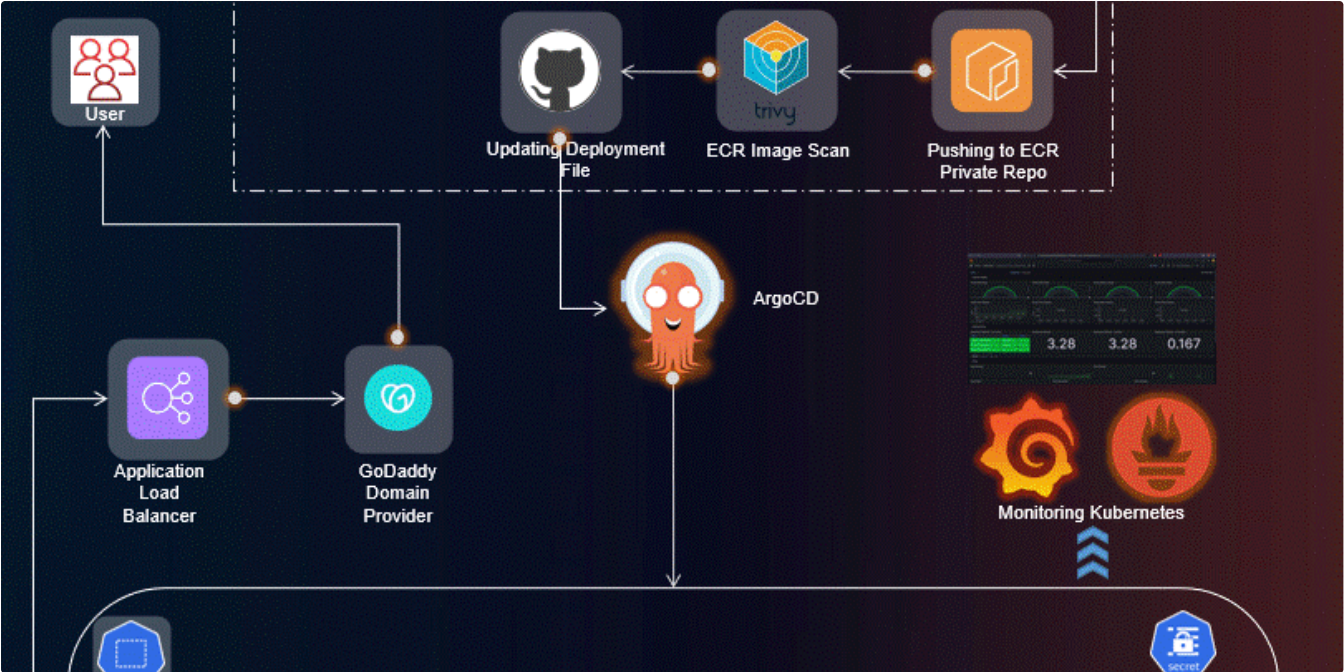 User
trivy
Updating Deployment
File
ECR Image Scan
Pushing to ECR
Private Repo
ArgoCD
3.28
3.28
0.167
Application
Load
Balancer
GoDaddy
Domain
Provider
Monitoring Kubernetes
secret